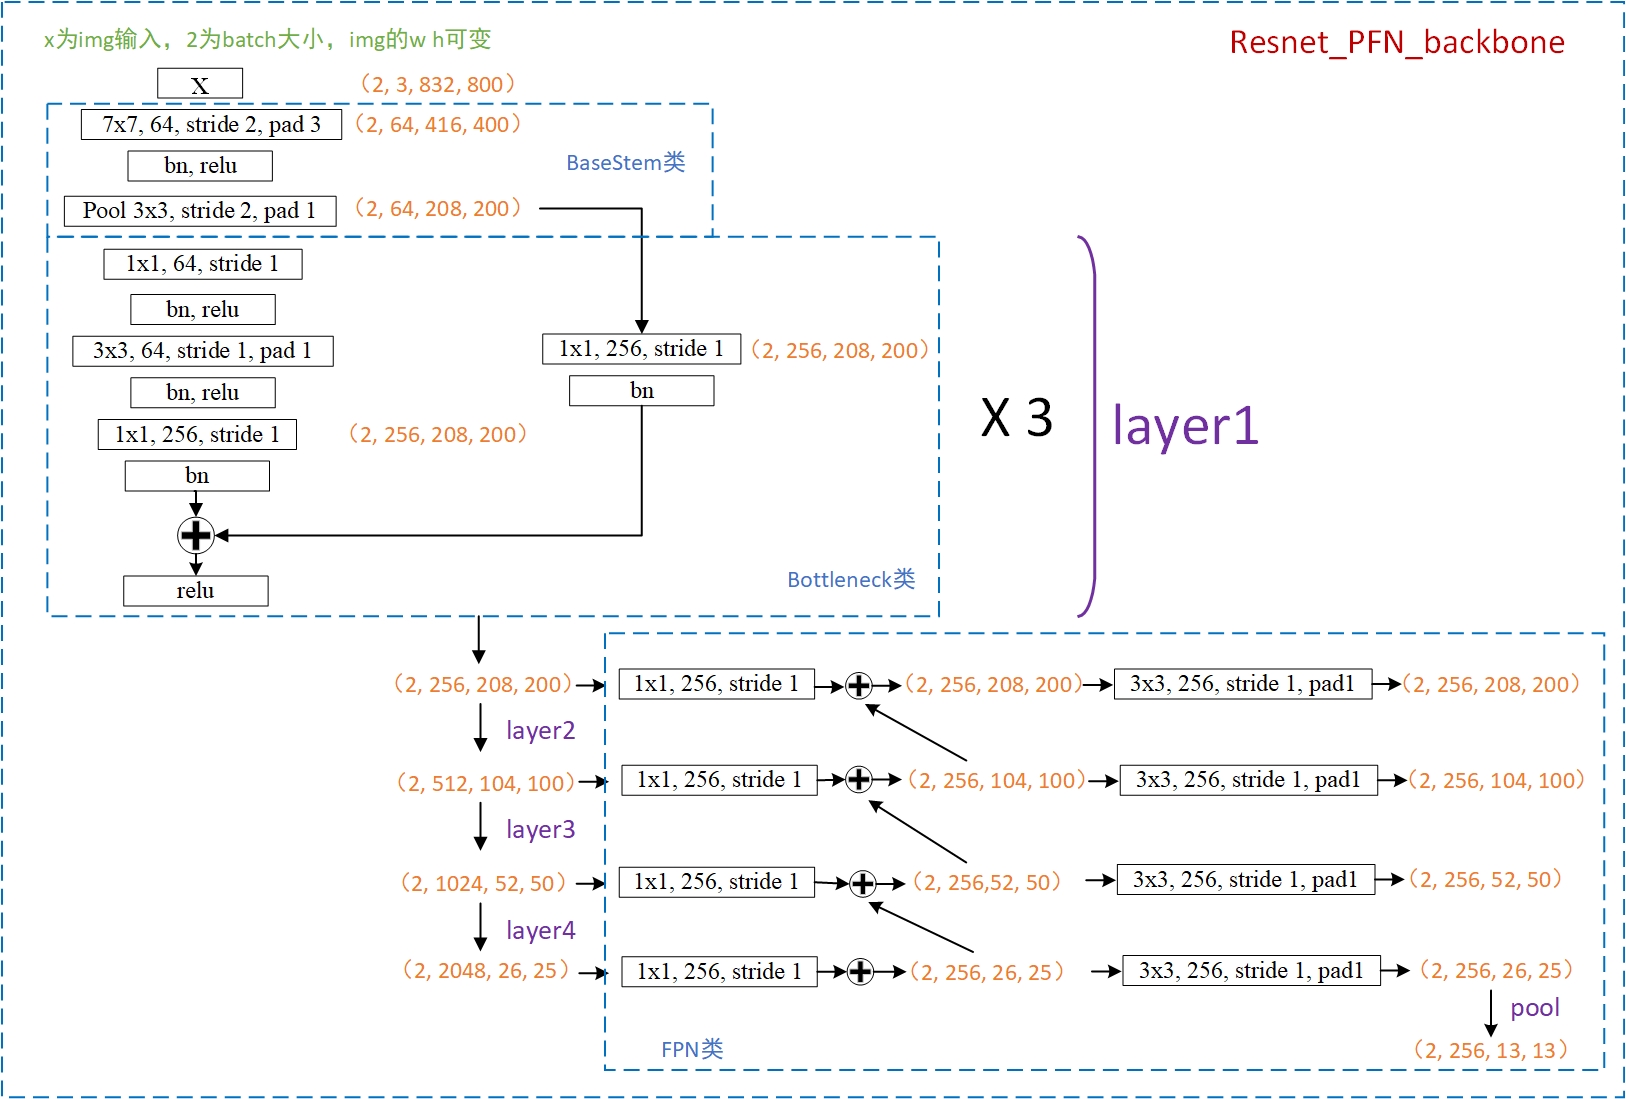 x为img输入，2为batch大小，img的w h可变
Resnet_PFN_backbone
X
（2, 3, 832, 800）
7x7, 64, stride 2, pad 3
（2, 64, 416, 400）
bn, relu
BaseStem类
Pool 3x3, stride 2, pad 1
（2, 64, 208, 200）
1x1, 64, stride 1
bn, relu
3x3, 64, stride 1, pad 1
1x1, 256, stride 1
（2, 256, 208, 200）
bn, relu
bn
1x1, 256, stride 1
（2, 256, 208, 200）
bn
relu
Bottleneck类
X 3
layer1
（2, 256, 208, 200）
1x1, 256, stride 1
（2, 256, 208, 200）
3x3, 256, stride 1, pad1
（2, 256, 208, 200）
layer2
（2, 512, 104, 100）
1x1, 256, stride 1
（2, 256, 104, 100）
3x3, 256, stride 1, pad1
（2, 256, 104, 100）
layer3
（2, 1024, 52, 50）
1x1, 256, stride 1
（2, 256,52, 50）
3x3, 256, stride 1, pad1
（2, 256, 52, 50）
layer4
（2, 2048, 26, 25）
1x1, 256, stride 1
（2, 256, 26, 25）
3x3, 256, stride 1, pad1
（2, 256, 26, 25）
pool
FPN类
（2, 256, 13, 13）